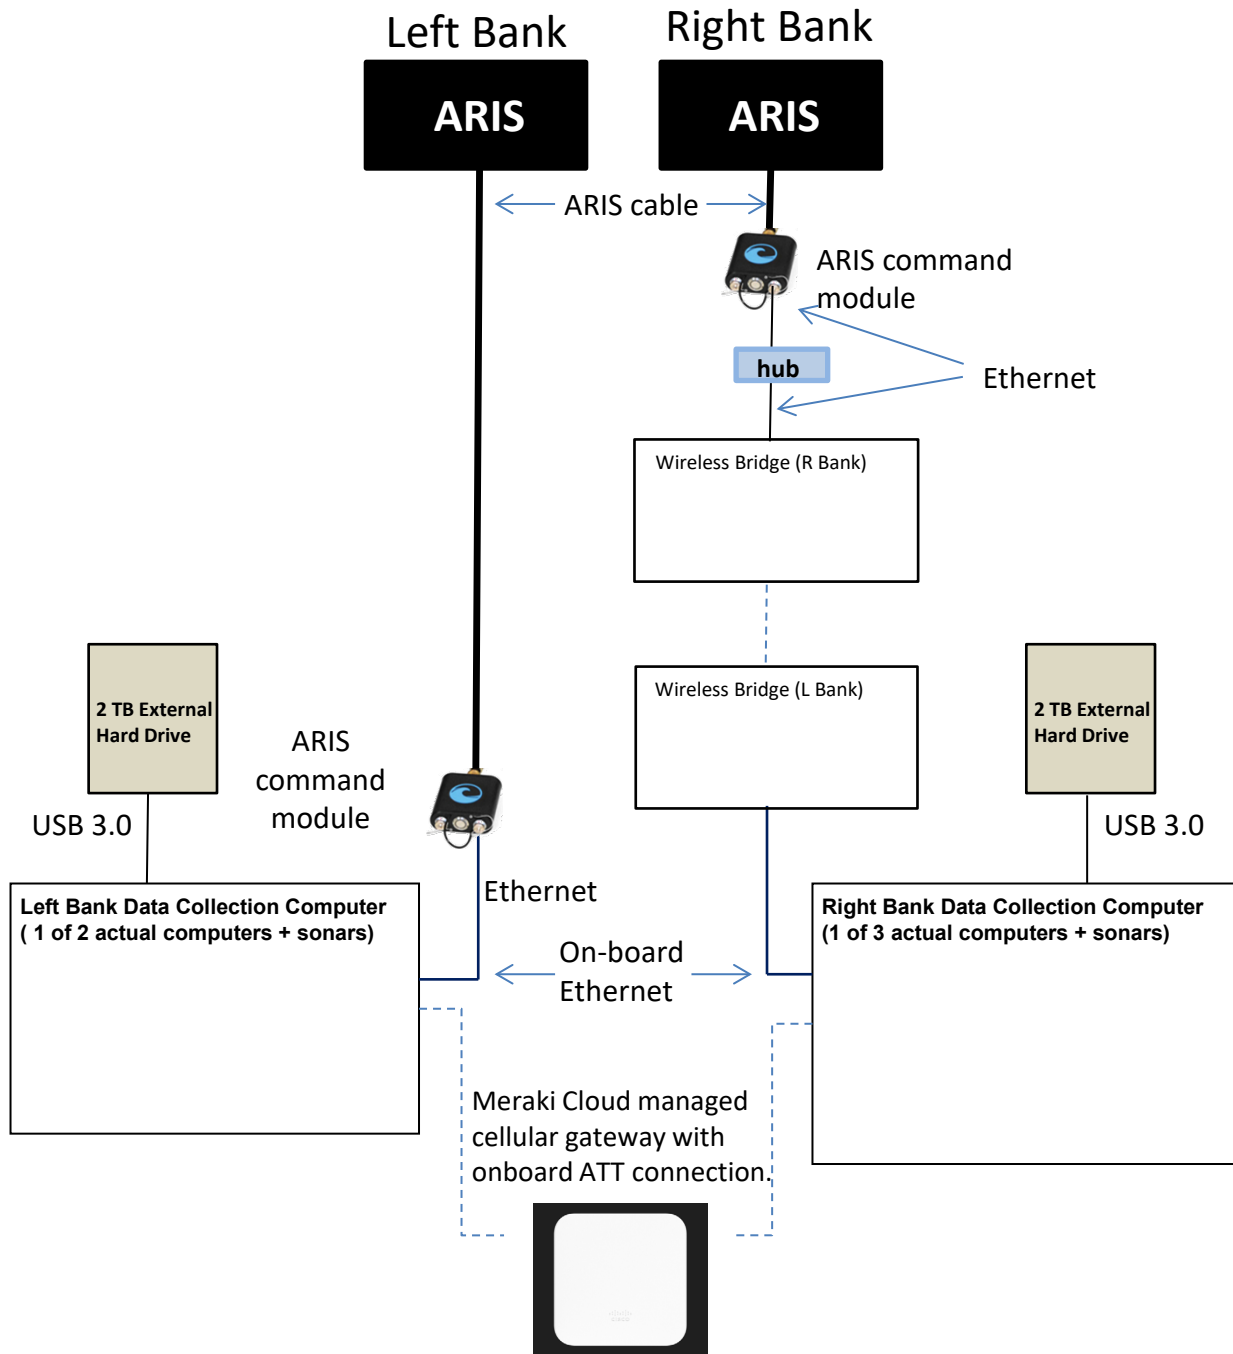 Left Bank
Right Bank
ARIS
ARIS
ARIS cable
ARIS command
module
hub
Ethernet
Wireless Bridge (R Bank)
Wireless Bridge (L Bank)
2 TB External
Hard Drive
2 TB External
Hard Drive
ARIS
command
module
USB 3.0
USB 3.0
Ethernet
Left Bank Data Collection Computer
( 1 of 2 actual computers + sonars)
Right Bank Data Collection Computer
(1 of 3 actual computers + sonars)
On-board
Ethernet
Meraki Cloud managed
cellular gateway with
onboard ATT connection.